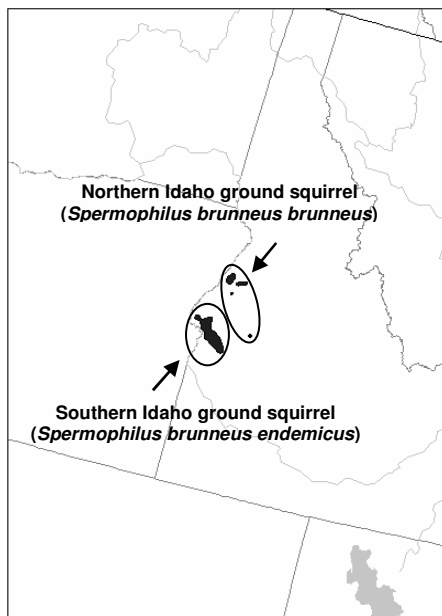 Northern Idaho ground squirrel
(Spermophilus brunneus brunneus)
Southern Idaho ground squirrel
(Spermophilus brunneus endemicus)